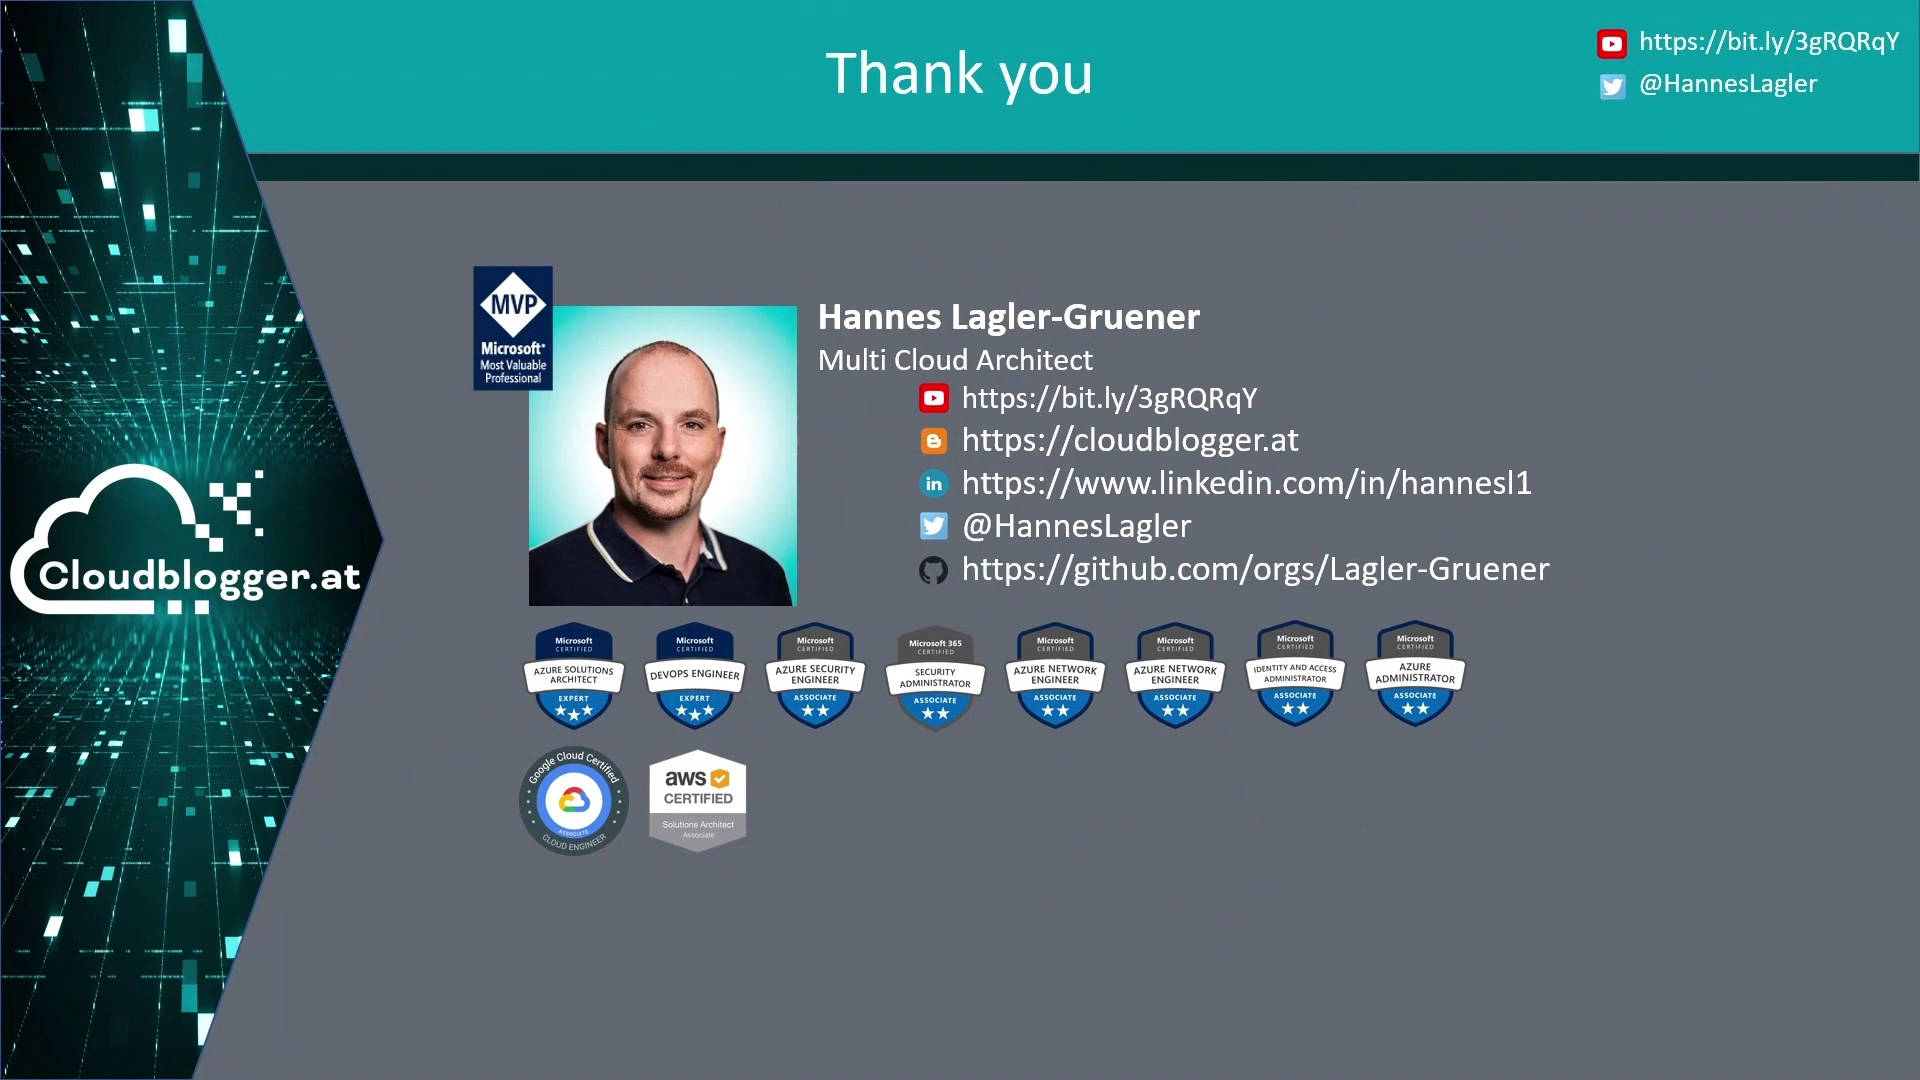 Thank you
https://bit.ly/3gRQRqY
@HannesLagler
MVP
Microsoft®
Most Valuable
Professional
Hannes Lagler-Gruener
Multi Cloud Architect
https://bit.ly/3gRQRqY
https://cloudblogger.at
in
https://www.linkedin.com/in/hannesl1
@HannesLagler
https://github.com/orgs/Lagler-Gruener
Cloudblogger.at
Microsoft
CERTIFIED
AZURE SOLUTIONS
ARCHITECT
EXPERT
Microsoft
CERTIFIED
DEVOPS ENGINEER
EXPERT
Microsoft
CERTIFIED
AZURE SECURITY
ENGINEER
ASSOCIATE
Microsoft 365
CERTIFIED
SECURITY
ADMINISTRATOR
ASSOCIATE
Microsoft
CERTIFIED
AZURE NETWORK
ENGINEER
ASSOCIATE
Microsoft
CERTIFIED
AZURE NETWORK
ENGINEER
ASSOCIATE
Microsoft
CERTIFIED
IDENTITY AND ACCESS
ADMINISTRATOR
ASSOCIATE
Microsoft
CERTIFIED
AZURE
ADMINISTRATOR
ASSOCIATE
Google Cloud Certified
ASSOCIATE
CLOUD ENGINEER
aws
CERTIFIED
Solutions Architect
Associate